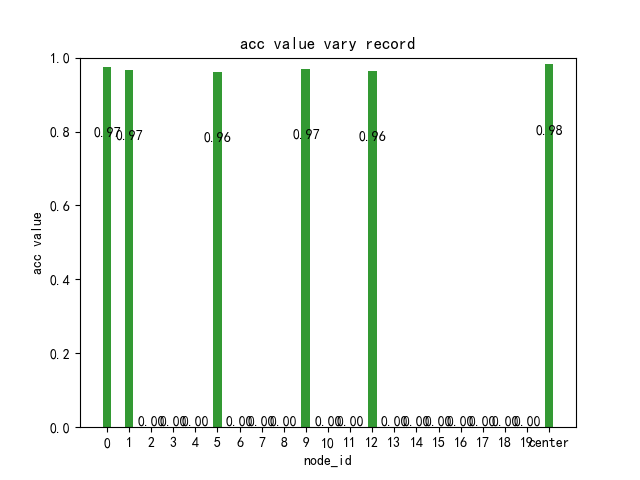 acc value vary record
1.0
0.8
0.6
0.4
0.2
0.0
acc value
0.97 0.97 0.96 0.97 0.96 0.98
0.00 0.00 0.00 0.00 0.00 0.00 0.00 0.00 0.00 0.00 0.00 0.00 0.00 0.00 0.00
0 1 2 3 4 5 6 7 8 9 10 11 12 13 14 15 16 17 18 19 center
node_id